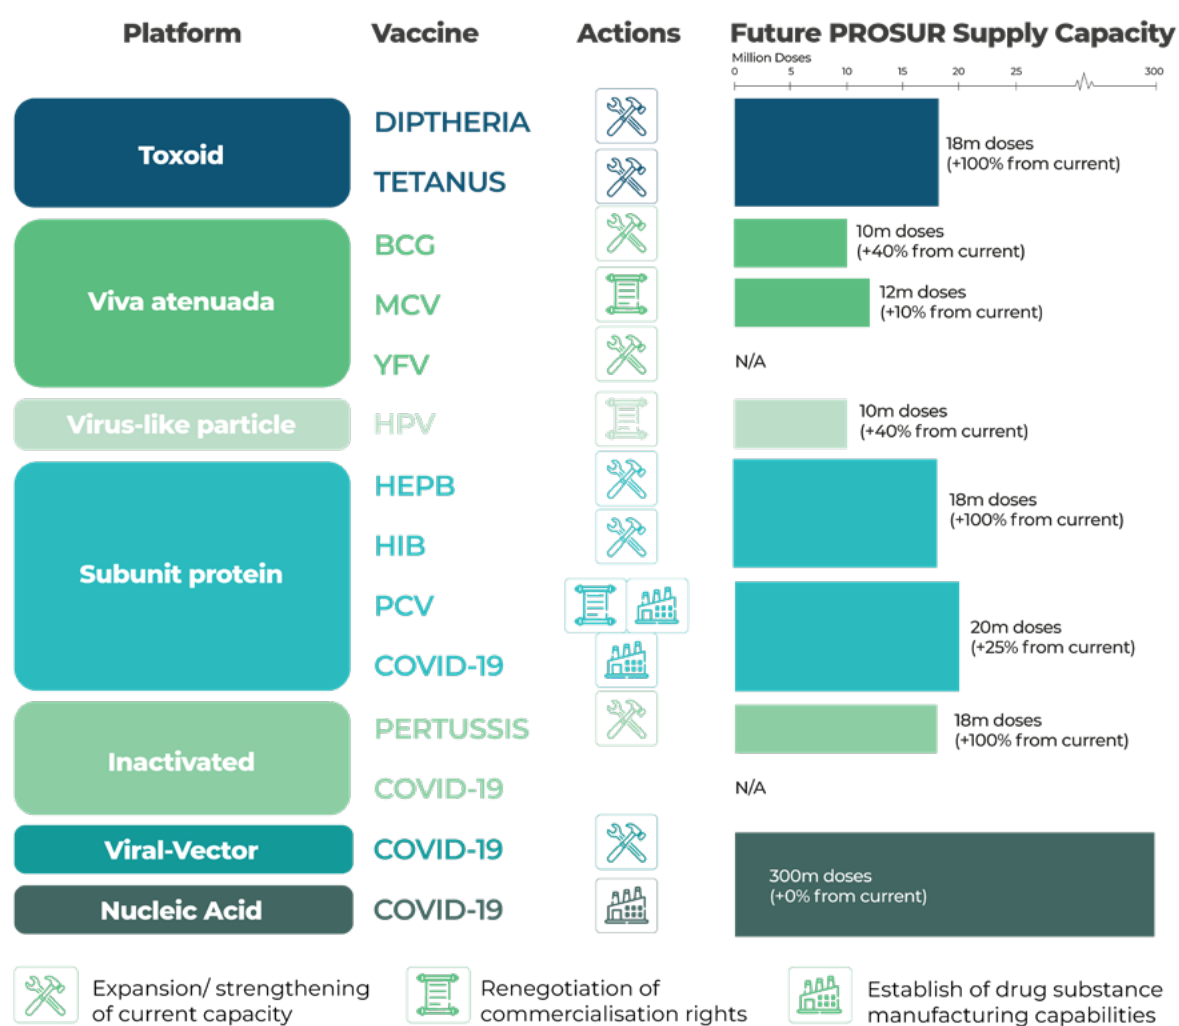 Platform Vaccine Actions Future PROSUR Supply Capacity
Million Doses
0 5 10 15 20 25 300
Toxoid
DIPTHERIA
TETANUS
18m doses
(+100% from current)
Viva atenuada
BCG
10m doses
(+40% from current)
MCV
12m doses
(+10% from current)
YFV
N/A
Virus-like particle
HPV
10m doses
(+40% from current)
Subunit protein
HEPB
HIB
18m doses
(+100% from current)
PCV
COVID-19
20m doses
(+25% from current)
Inactivated
PERTUSSIS
18m doses
(+100% from current)
COVID-19
N/A
Viral-Vector
COVID-19
Nucleic Acid
COVID-19
300m doses
(+0% from current)
Expansion/ strengthening
of current capacity
Renegotiation of
commercialisation rights
Establish of drug substance
manufacturing capabilities